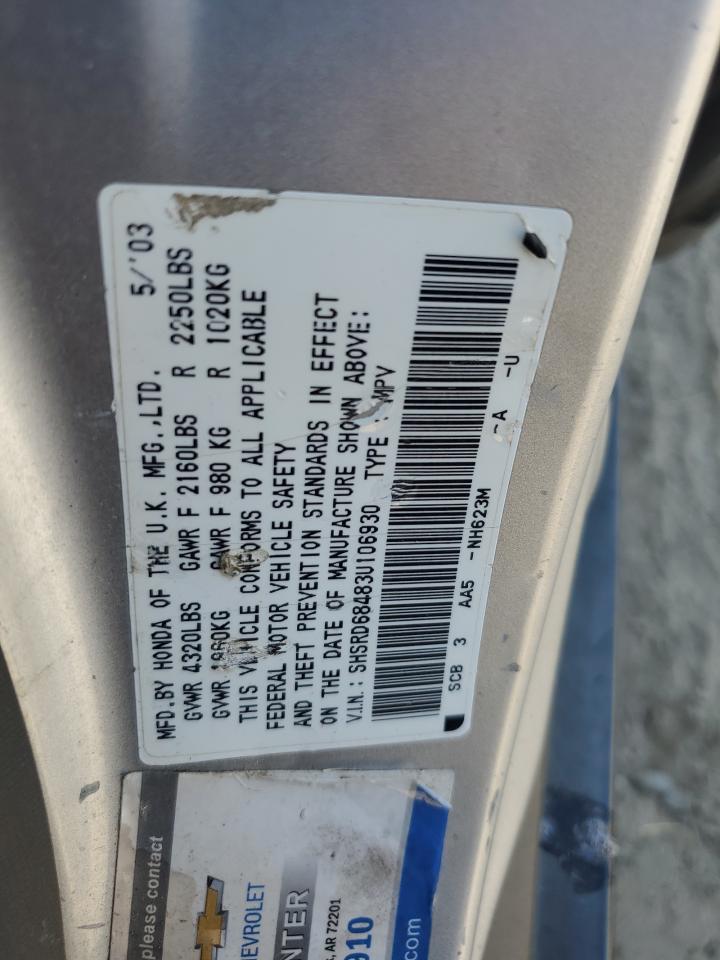 MFD.BY HONDA OF THE U.K. MFG.,LTD. 5/'03
GVWR 4320LBS GAWR F 2160LBS R 2250LBS
GVWR 1960KG GAWR F 980 KG R 1020KG
THIS VEHICLE CONFORMS TO ALL APPLICABLE
FEDERAL MOTOR VEHICLE SAFETY
AND THEFT PREVENTION STANDARDS IN EFFECT
ON THE DATE OF MANUFACTURE SHOWN ABOVE:
V.I.N.: SHSRD68483U106930 TYPE : MPV
SCB 3 AA5 -NH623M -A -U
please contact
HEVROLET
NTER
, AR 72201
910
.com